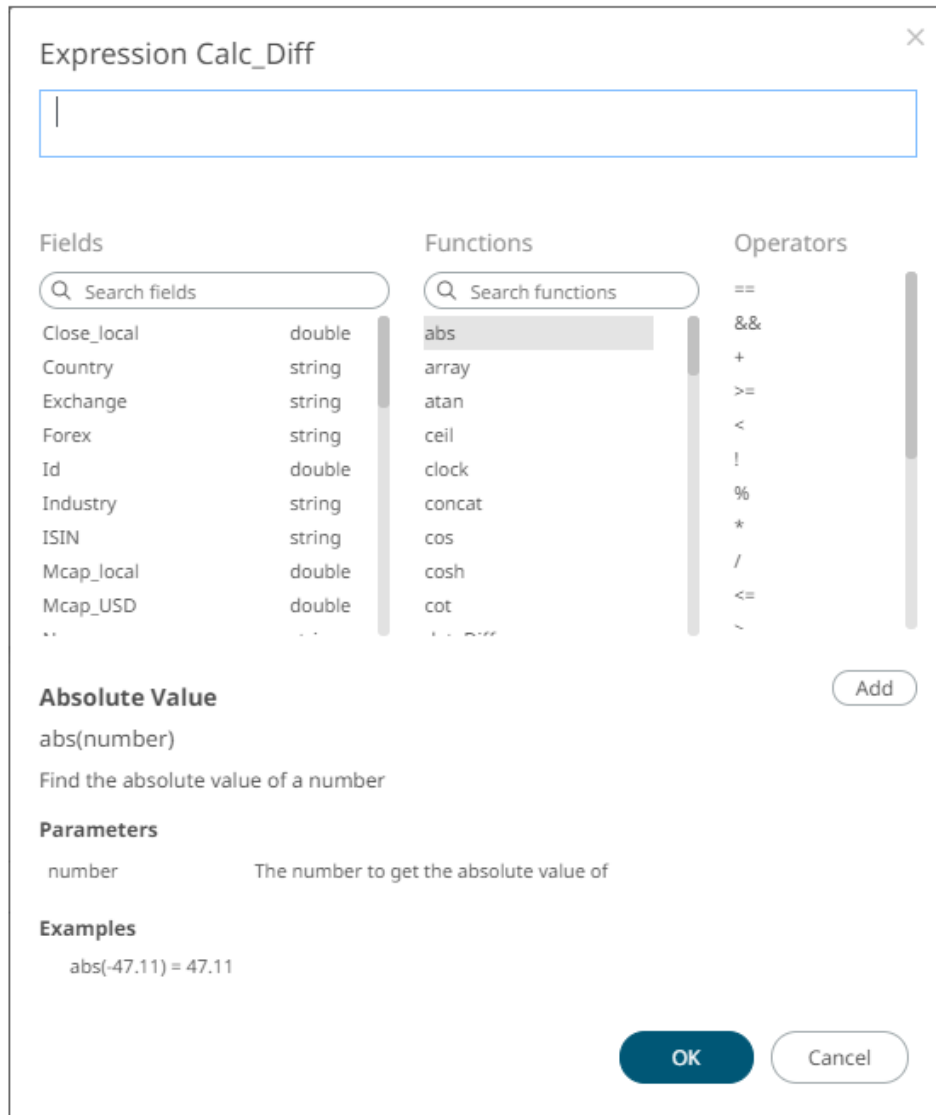 Expression Calc_Diff
Fields Functions Operators
Search fields Search functions ==
Close_local double abs &&
Country string array +
Exchange string atan >=
Forex string ceil <
Id double clock !
Industry string concat %
ISIN string cos *
Mcap_local double cosh /
Mcap_USD double cot <=
Absolute Value Add
abs(number)
Find the absolute value of a number
Parameters
number The number to get the absolute value of
Examples
abs(-47.11) = 47.11
OK Cancel